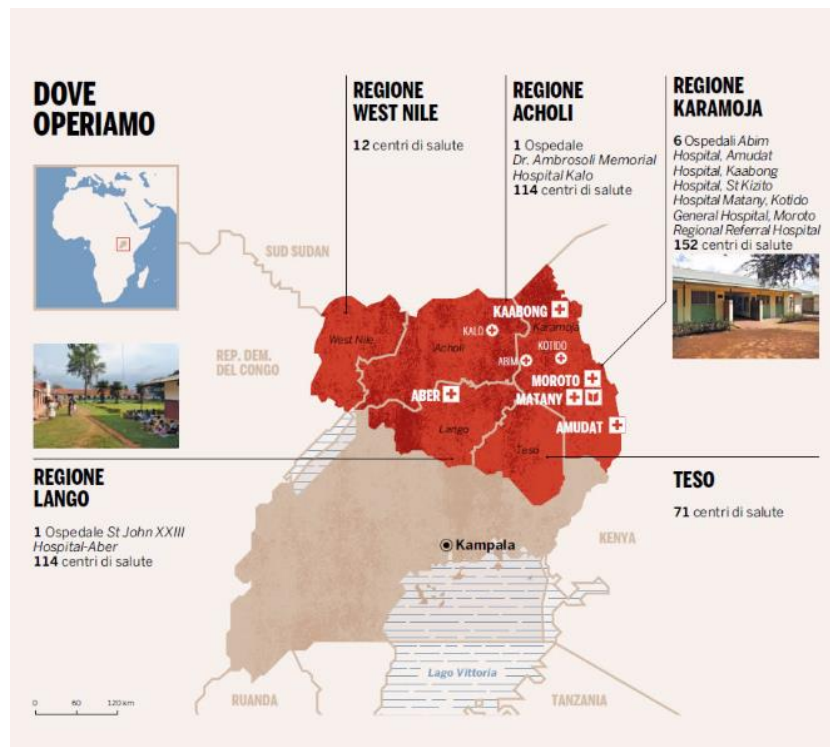 DOVE
OPERIAMO
REGIONE
WEST NILE
12 centri di salute
REGIONE
ACHOLI
1 Ospedale
Dr. Ambrosoli Memorial
Hospital Kalo
114 centri di salute
REGIONE
KARAMOJA
6 Ospedali Abim
Hospital, Amudat
Hospital, Kaabong
Hospital, St Kizito
Hospital Matany, Kotido
General Hospital, Moroto
Regional Referral Hospital
152 centri di salute
SUD SUDAN
REP. DEM.
DEL CONGO
West Nile
Acholi
KALO
KAABONG
Karamoja
ABIM
KOTIDO
MOROTO
MATANY
ABER
AMUDAT
Lango
Teso
REGIONE
LANGO
1 Ospedale St John XXIII
Hospital-Aber
114 centri di salute
TESO
71 centri di salute
Kampala
KENYA
Lago Vittoria
RUANDA
TANZANIA
0 60 120 km